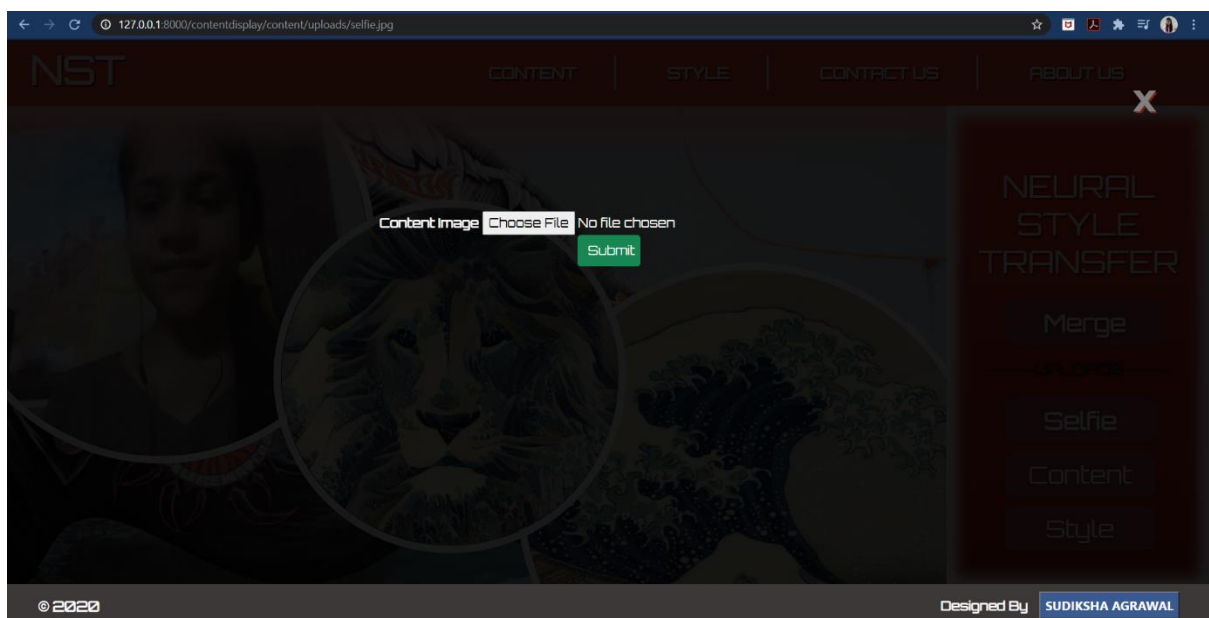 127.0.0.1:8000/contentdisplay/content/uploads/selfie.jpg
NST
CONTENT
STYLE
CONTACT US
ABOUT US
X
Content Image Choose File No file chosen
Submit
NEURAL
STYLE
TRANSFER
Merge
UPLOADS
Selfie
Content
Style
© 2020
Designed By SUDIKSHA AGRAWAL